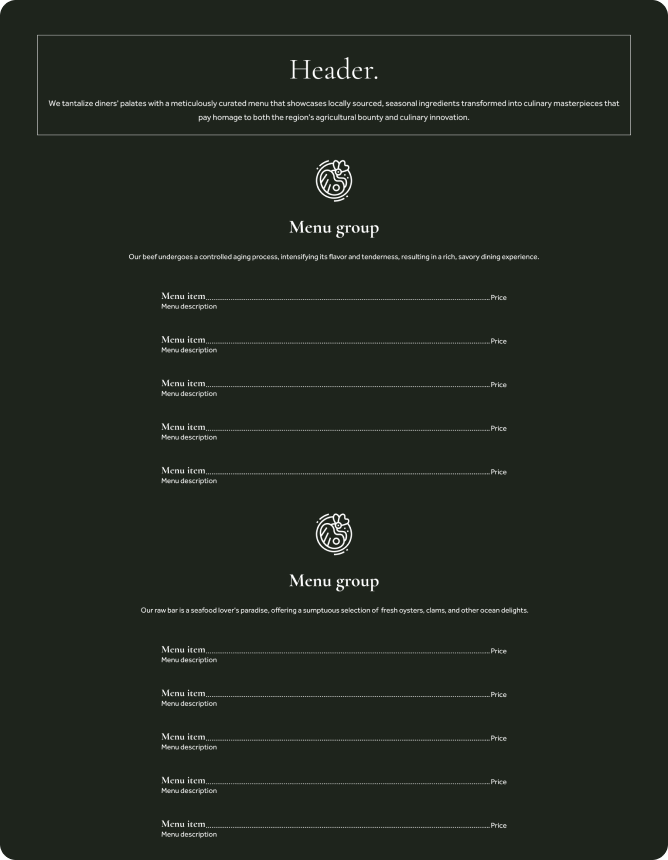 Header.
We tantalize diners' palates with a meticulously curated menu that showcases locally sourced, seasonal ingredients transformed into culinary masterpieces that
pay homage to both the region's agricultural bounty and culinary innovation.
Menu group
Our beef undergoes a controlled aging process, intensifying its flavor and tenderness, resulting in a rich, savory dining experience.
Menu item Price
Menu description
Menu item Price
Menu description
Menu item Price
Menu description
Menu item Price
Menu description
Menu item Price
Menu description
Menu group
Our raw bar is a seafood lover's paradise, offering a sumptuous selection of fresh oysters, clams, and other ocean delights.
Menu item Price
Menu description
Menu item Price
Menu description
Menu item Price
Menu description
Menu item Price
Menu description
Menu item Price
Menu description